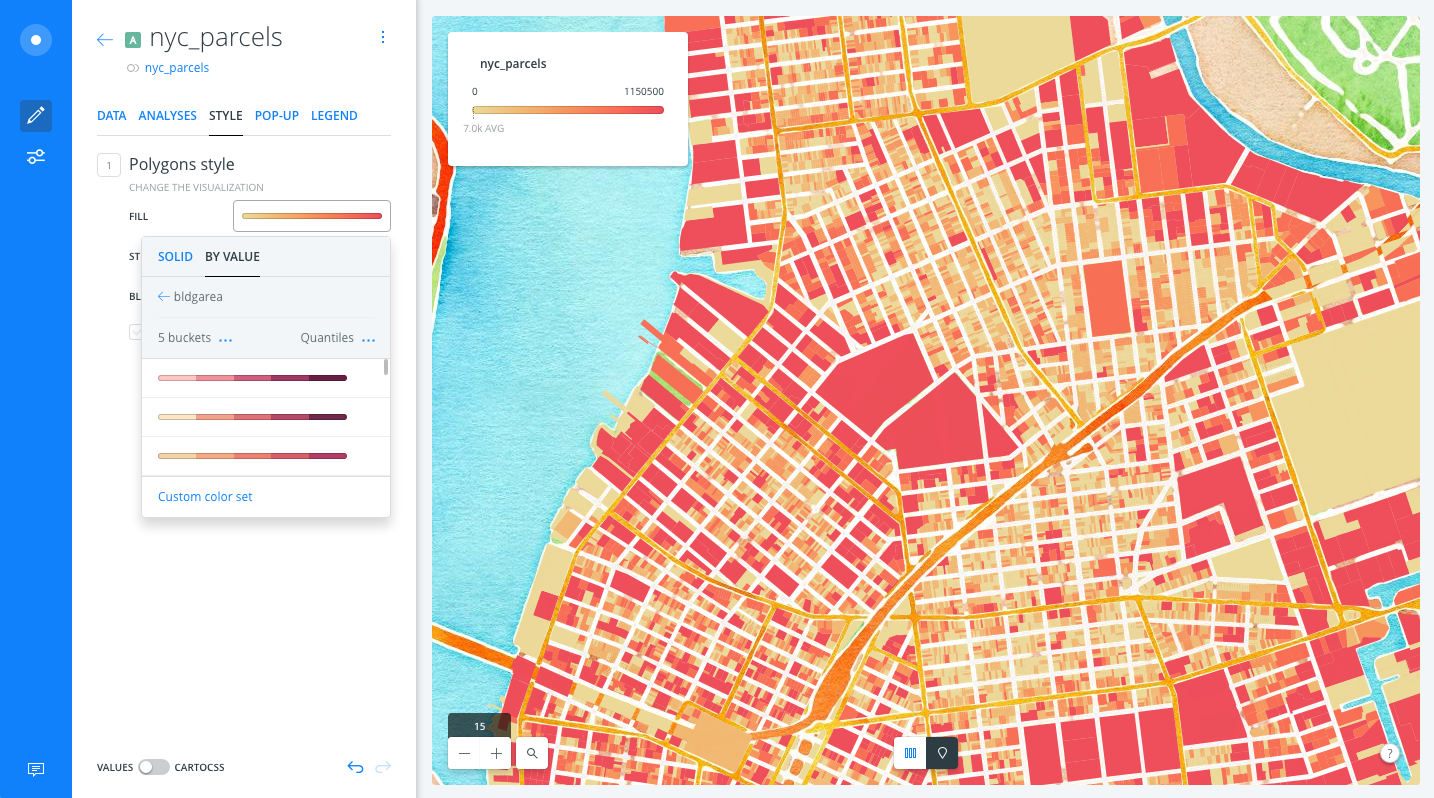 A nyc_parcels
nyc_parcels
DATA ANALYSES STYLE POP-UP LEGEND
1 Polygons style
CHANGE THE VISUALIZATION
FILL
ST
SOLID BY VALUE
BL
bldgarea
5 buckets ... Quantiles ...
Custom color set
VALUES CARTOCSS
nyc_parcels
0 1150500
7.0k AVG
15
?